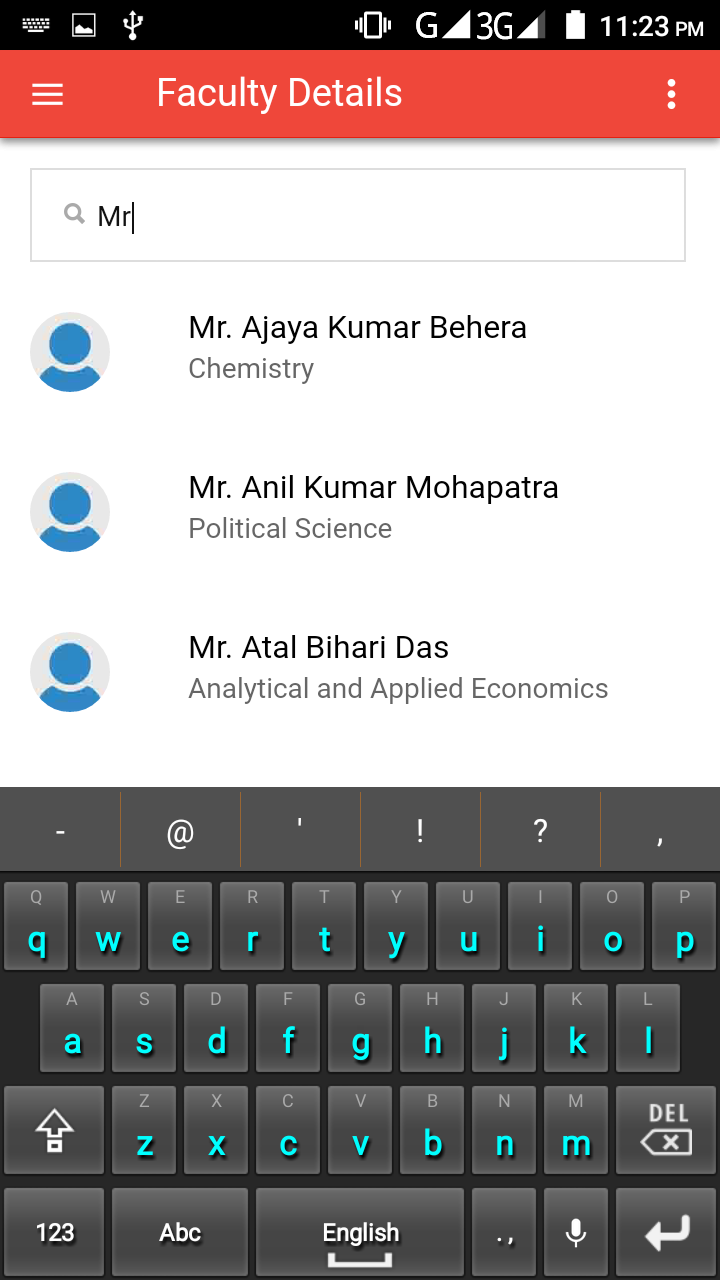 G 3G 11:23 PM
Faculty Details
Mr
Mr. Ajaya Kumar Behera
Chemistry
Mr. Anil Kumar Mohapatra
Political Science
Mr. Atal Bihari Das
Analytical and Applied Economics
- @ ' ! ? ,
Q W E R T Y U I O P
q w e r t y u i o p
A S D F G H J K L
a s d f g h j k l
Z X C V B N M DEL
z x c v b n m
123 Abc English . ,